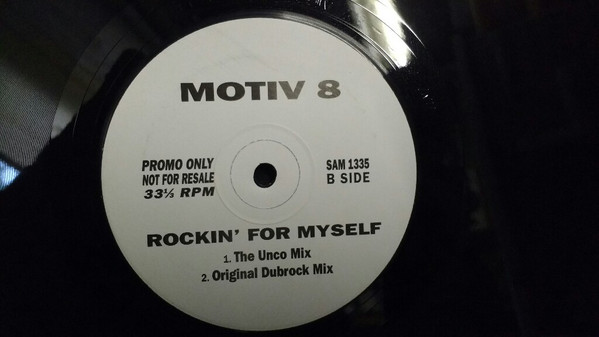 MOTIV 8
PROMO ONLY
NOT FOR RESALE
33⅓ RPM
SAM 1335
B SIDE
ROCKIN' FOR MYSELF
1. The Unco Mix
2. Original Dubrock Mix